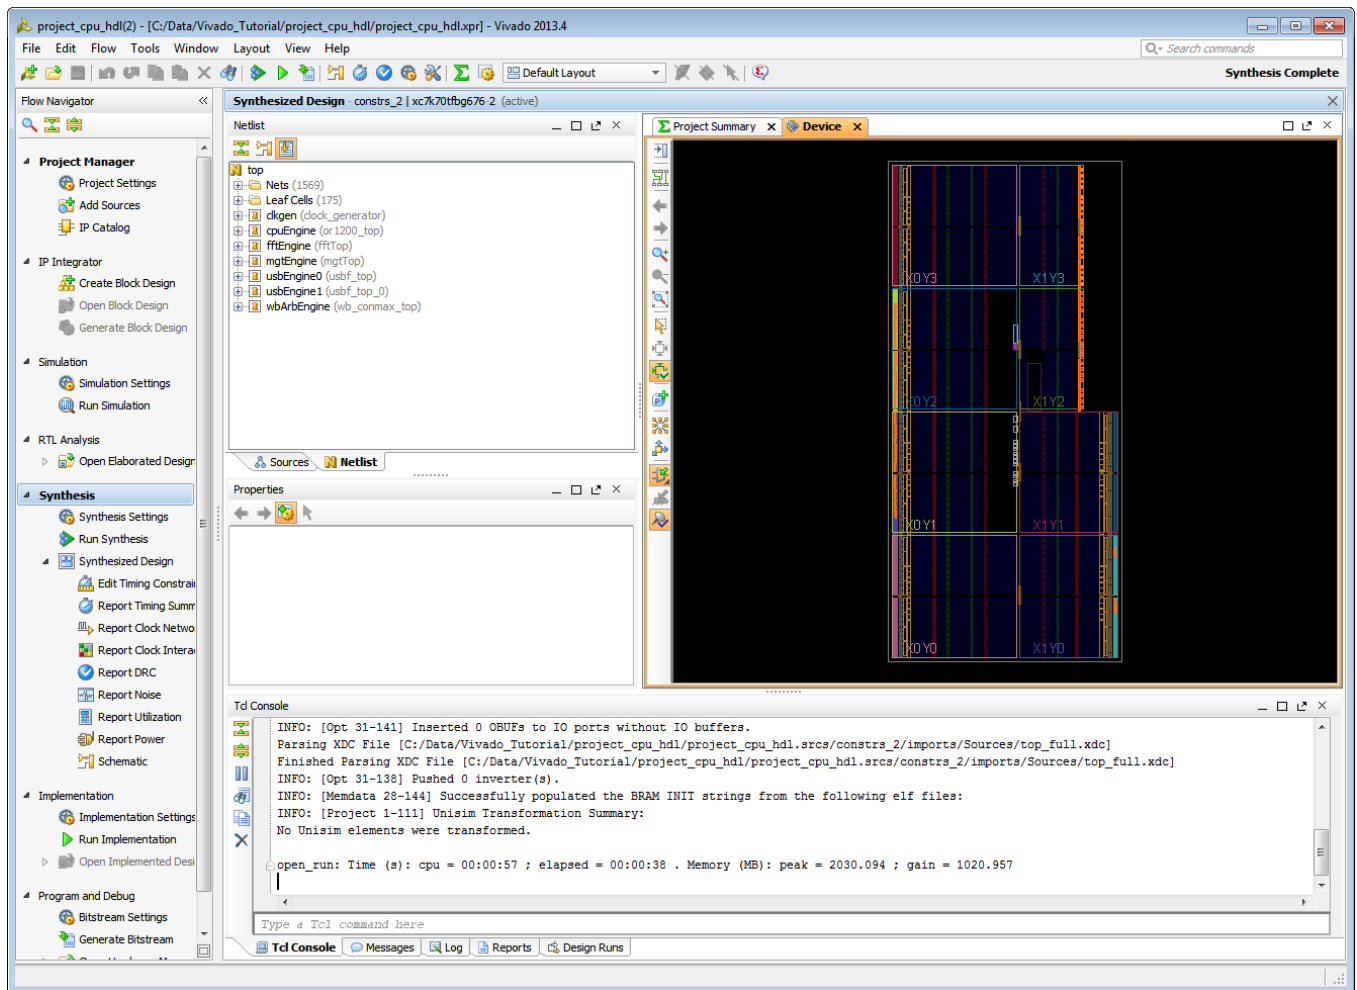 project_cpu_hdl(2) - [C:/Data/Vivado_Tutorial/project_cpu_hdl/project_cpu_hdl.xpr] - Vivado 2013.4
File Edit Flow Tools Window Layout View Help
Search commands
Default Layout
Synthesis Complete
Flow Navigator
Project Manager
Project Settings
Add Sources
IP Catalog
IP Integrator
Create Block Design
Open Block Design
Generate Block Design
Simulation
Simulation Settings
Run Simulation
RTL Analysis
Open Elaborated Design
Synthesis
Synthesis Settings
Run Synthesis
Synthesized Design
Edit Timing Constrai
Report Timing Summ
Report Clock Netwo
Report Clock Intera
Report DRC
Report Noise
Report Utilization
Report Power
Schematic
Implementation
Implementation Settings
Run Implementation
Open Implemented Desi
Program and Debug
Bitstream Settings
Generate Bitstream
Synthesized Design - constrs_2 | xc7k70tfbg676-2 (active)
Netlist
top
Nets (1569)
Leaf Cells (175)
clkgen (clock_generator)
cpuEngine (or1200_top)
fftEngine (fftTop)
mgtEngine (mgtTop)
usbEngine0 (usbf_top)
usbEngine1 (usbf_top_0)
wbArbEngine (wb_conmax_top)
Sources Netlist
Properties
Project Summary Device
X0Y3 X1Y3
X0Y2 X1Y2
X0Y1 X1Y1
X0Y0 X1Y0
Tcl Console
INFO: [Opt 31-141] Inserted 0 OBUFs to IO ports without IO buffers.
Parsing XDC File [C:/Data/Vivado_Tutorial/project_cpu_hdl/project_cpu_hdl.srcs/constrs_2/imports/Sources/top_full.xdc]
Finished Parsing XDC File [C:/Data/Vivado_Tutorial/project_cpu_hdl/project_cpu_hdl.srcs/constrs_2/imports/Sources/top_full.xdc]
INFO: [Opt 31-138] Pushed 0 inverter(s).
INFO: [Memdata 28-144] Successfully populated the BRAM INIT strings from the following elf files:
INFO: [Project 1-111] Unisim Transformation Summary:
No Unisim elements were transformed.
open_run: Time (s): cpu = 00:00:57 ; elapsed = 00:00:38 . Memory (MB): peak = 2030.094 ; gain = 1020.957
Type a Tcl command here
Tcl Console Messages Log Reports Design Runs